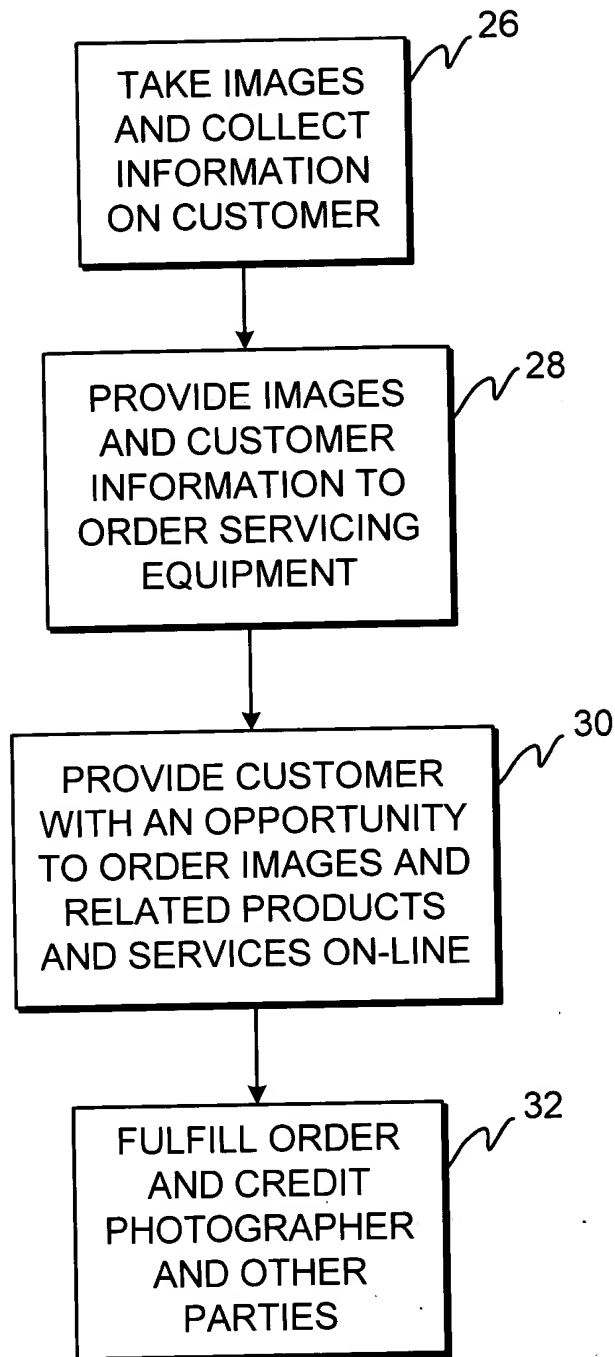 26
TAKE IMAGES
AND COLLECT
INFORMATION
ON CUSTOMER
28
PROVIDE IMAGES
AND CUSTOMER
INFORMATION TO
ORDER SERVICING
EQUIPMENT
30
PROVIDE CUSTOMER
WITH AN OPPORTUNITY
TO ORDER IMAGES AND
RELATED PRODUCTS
AND SERVICES ON-LINE
32
FULFILL ORDER
AND CREDIT
PHOTOGRAPHER
AND OTHER
PARTIES